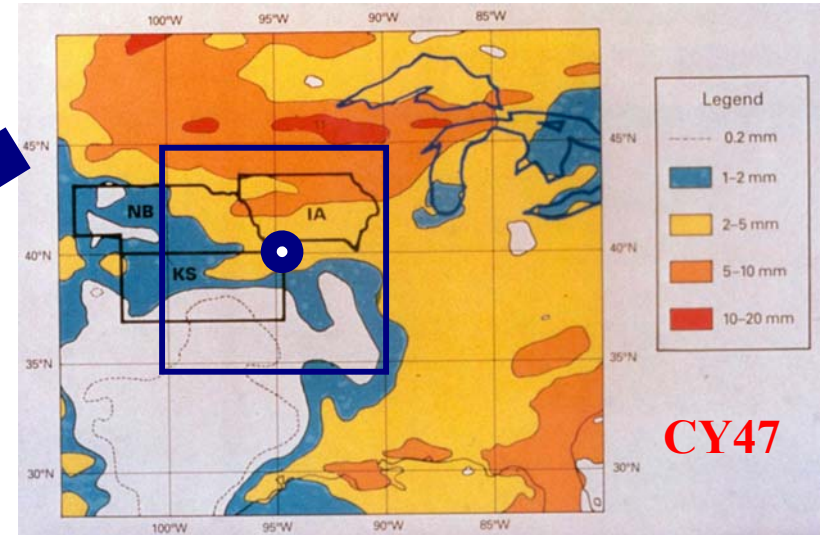 100°W 95°W 90°W 85°W
Legend
0.2 mm
1–2 mm
2–5 mm
5–10 mm
10–20 mm
45°N 45°N
NB IA
40°N 40°N
KS
35°N 35°N
CY47
30°N 30°N
100°W 95°W 90°W 85°W